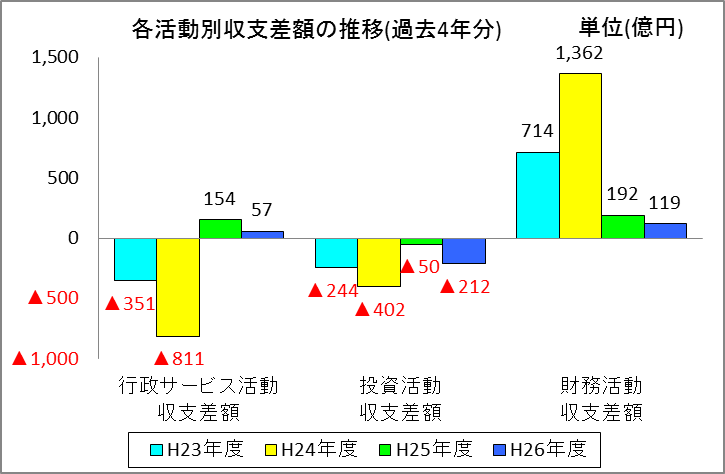 各活動別収支差額の推移(過去4年分) 単位(億円)
1,500
1,000
500
0
▲500
▲1,000
▲351
▲811
154
57
▲244
▲402
▲50
▲212
714
1,362
192
119
行政サービス活動
収支差額
投資活動
収支差額
財務活動
収支差額
H23年度 H24年度 H25年度 H26年度